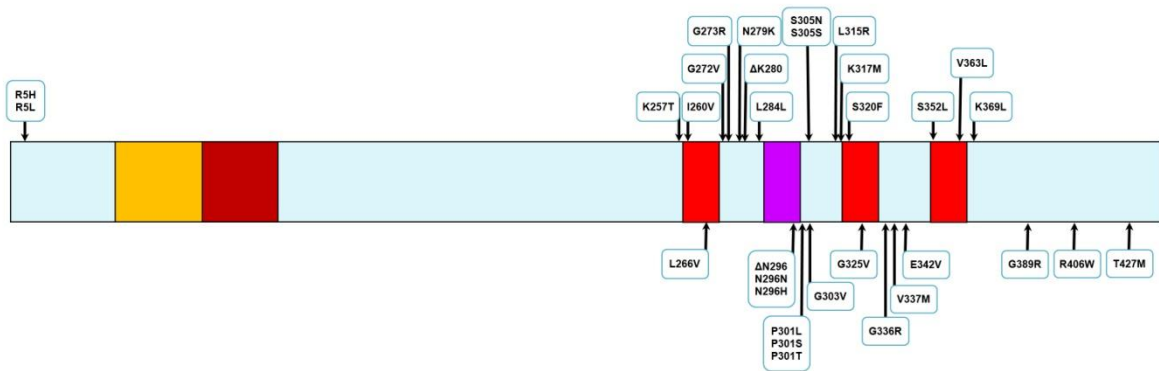 R5H
R5L
K257T
I260V
G272V
G273R
N279K
ΔK280
L284L
S305N
S305S
L315R
K317M
S320F
S352L
V363L
K369L
L266V
ΔN296
N296N
N296H
P301L
P301S
P301T
G303V
G325V
G336R
V337M
E342V
G389R
R406W
T427M